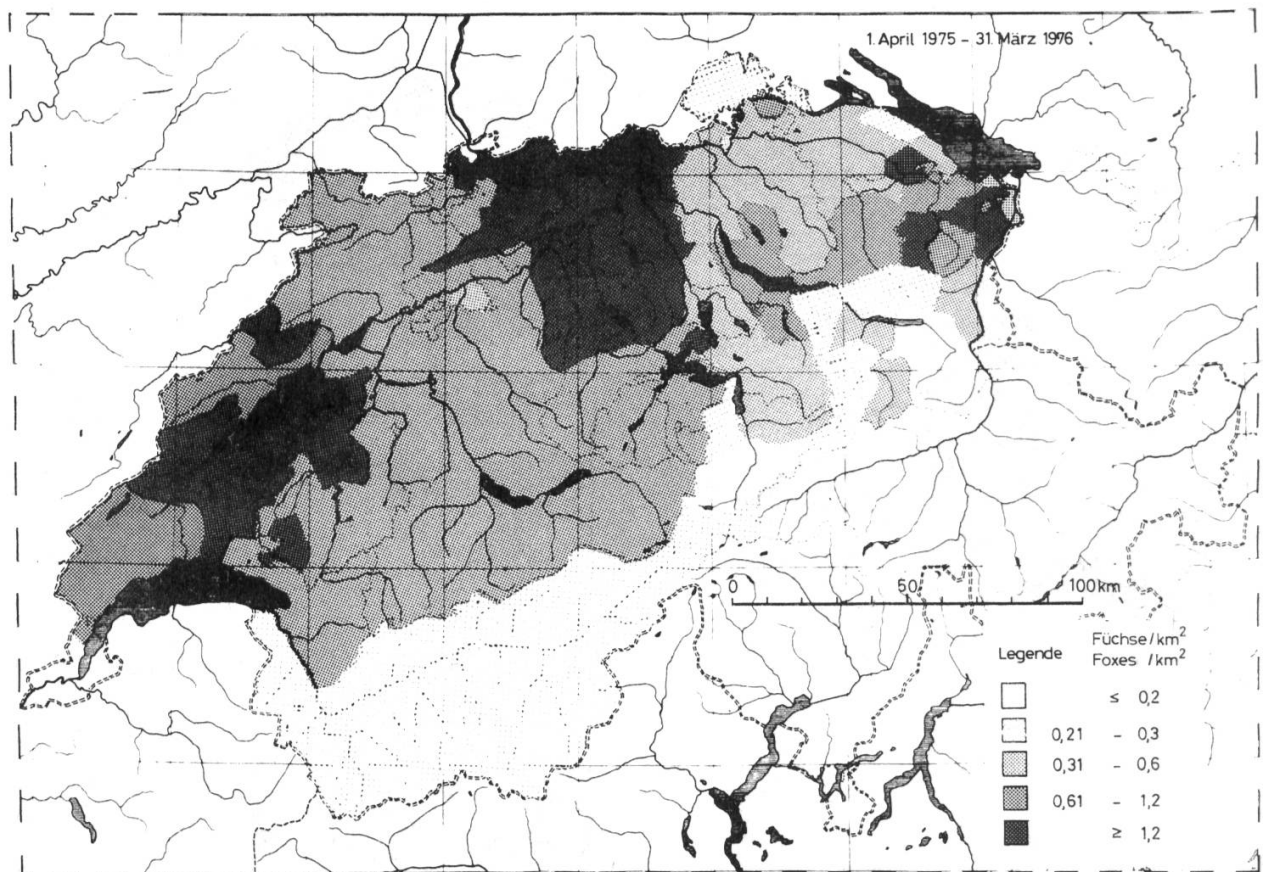 1. April 1975 - 31. März 1976
0 50 100 km
Legende Füchse/km²
Foxes /km²
≤ 0,2
0,21 - 0,3
0,31 - 0,6
0,61 - 1,2
≥ 1,2